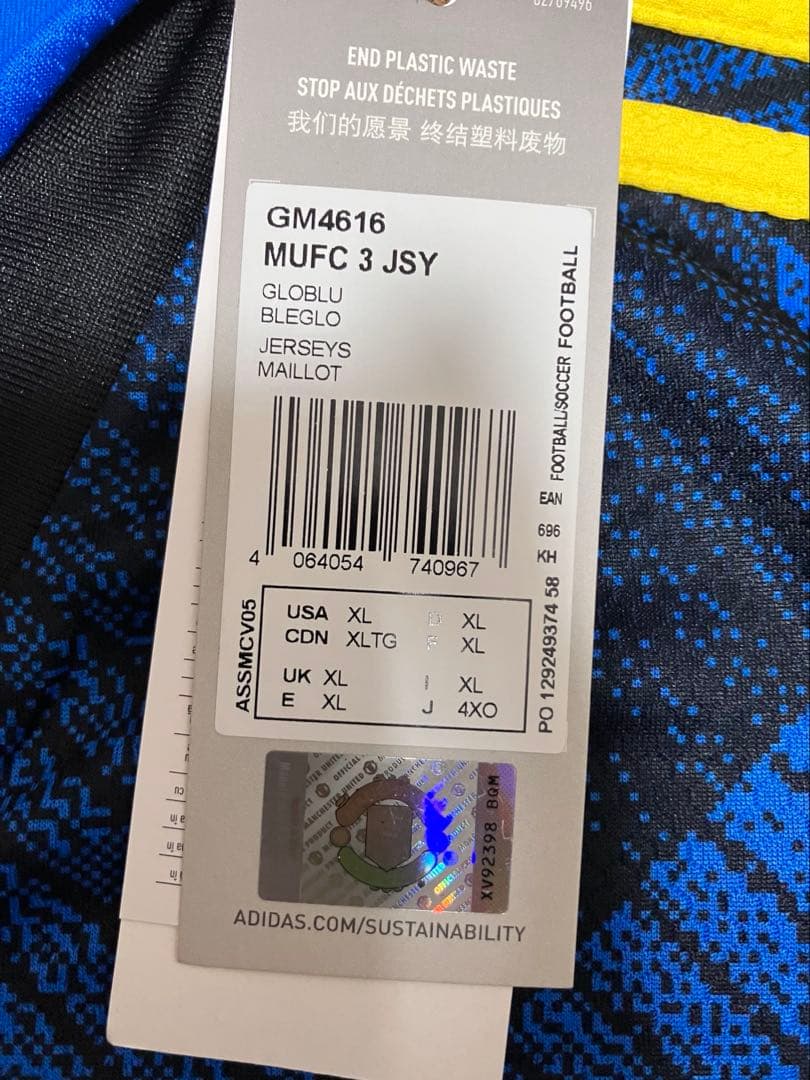 END PLASTIC WASTE
STOP AUX DÉCHETS PLASTIQUES
我们的愿景 终结塑料废物
GM4616
MUFC 3 JSY
GLOBLU
BLEGLO
JERSEYS
MAILLOT
4 064054 740967
FOOTBALL/SOCCER FOOTBALL
EAN
696
KH
PO 129249374 58
ASSMCV05
USA XL D XL
CDN XLTG F XL
UK XL I XL
E XL J 4XO
XV92398 BQM
ADIDAS.COM/SUSTAINABILITY